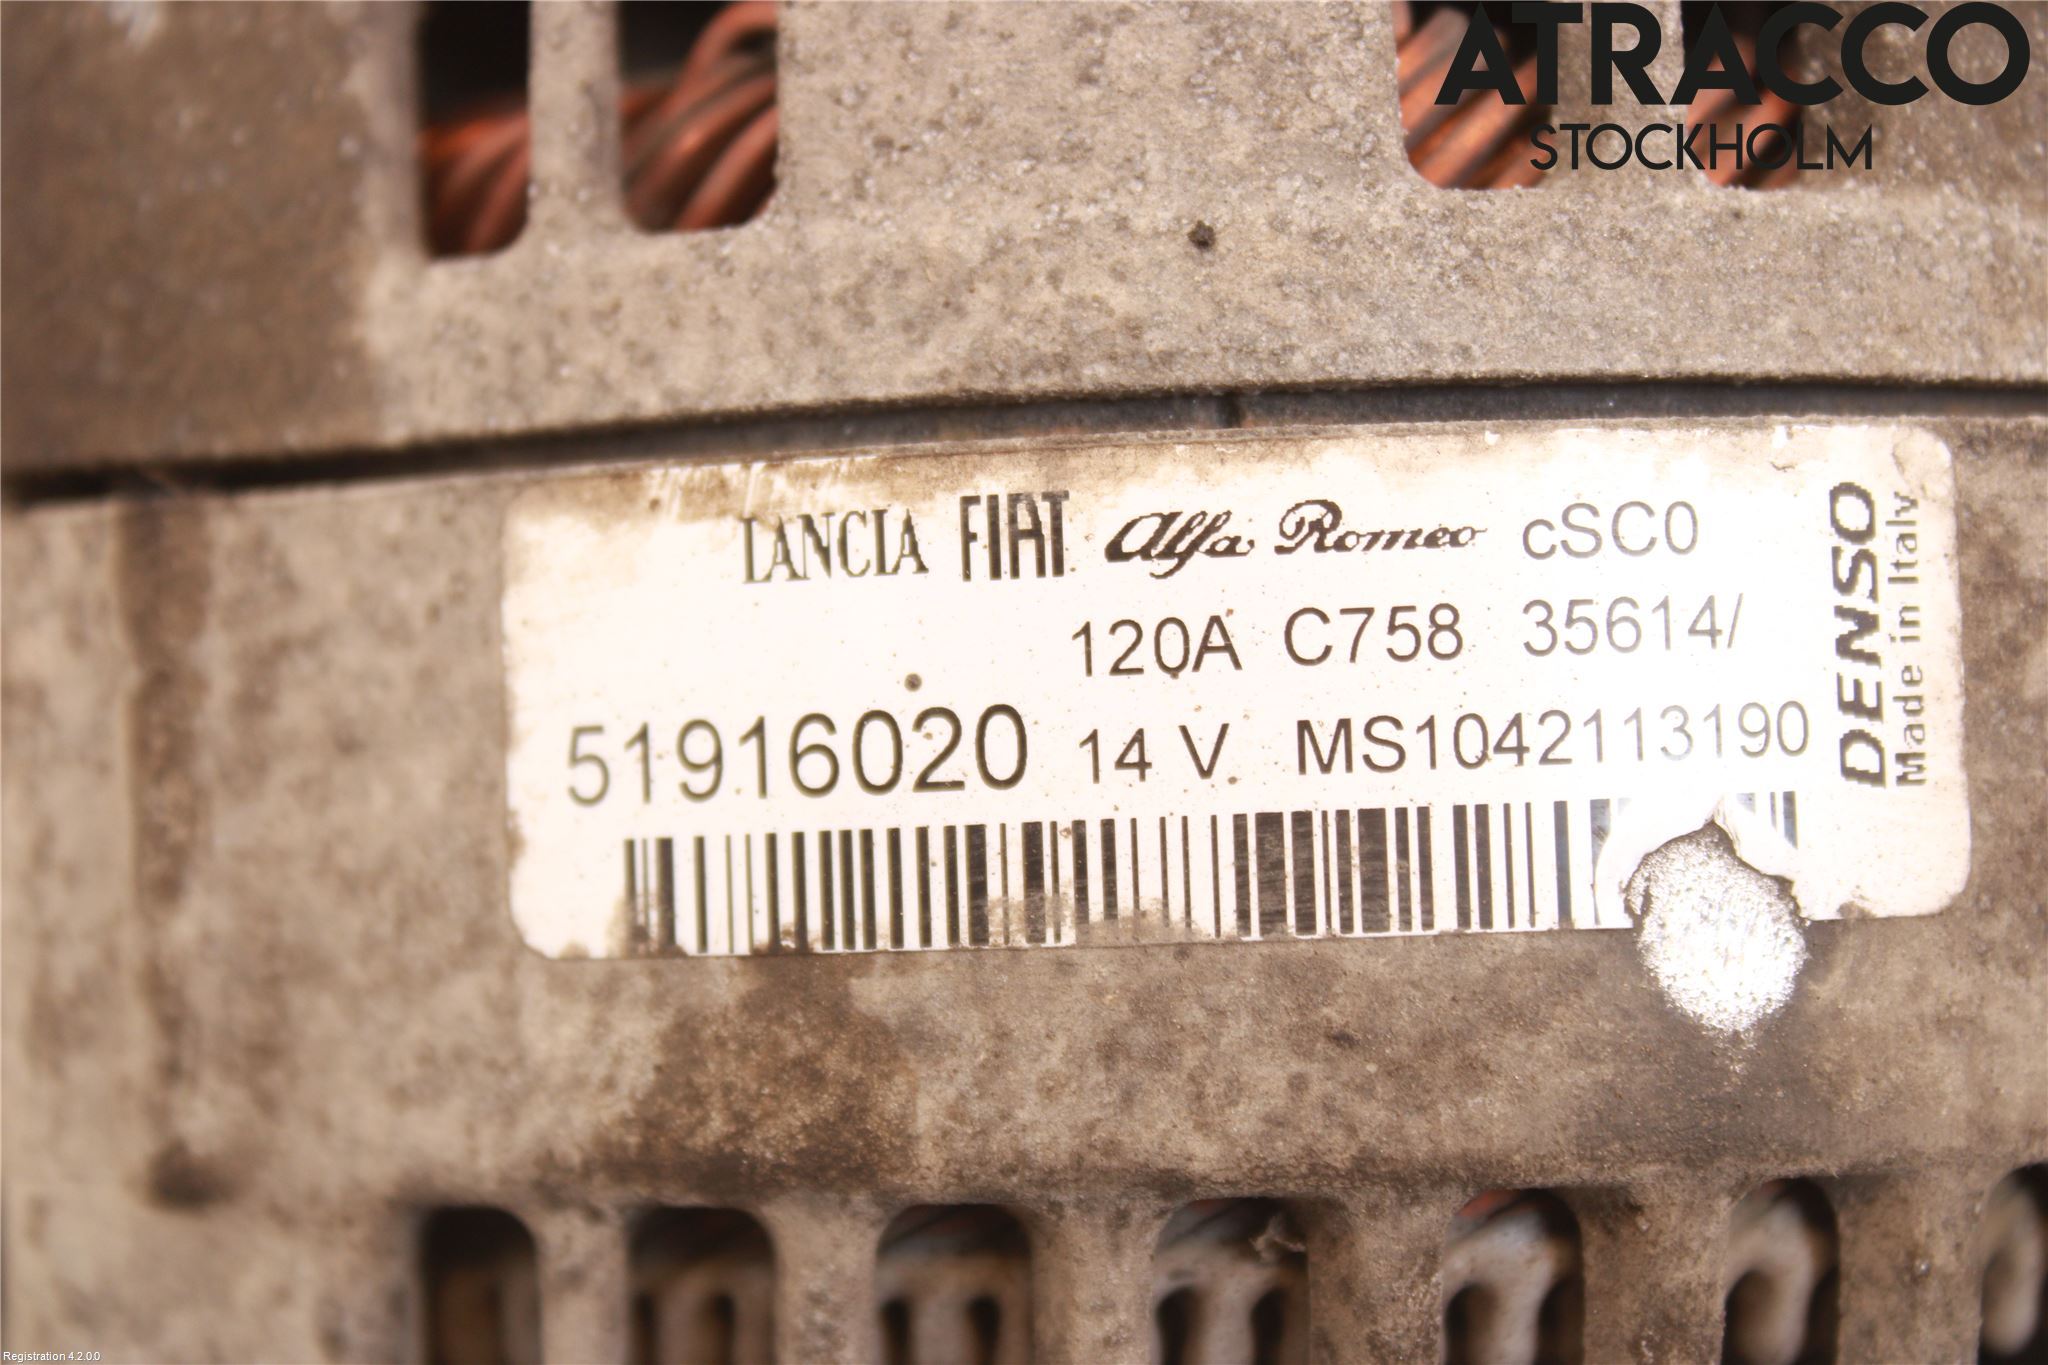 ATRACCO
STOCKHOLM
LANCIA FIAT Alfa Romeo cSC0
120A C758 35614/
51916020 14 V. MS1042113190
DENSO
Made in Italy
Registration 4.2.0.0